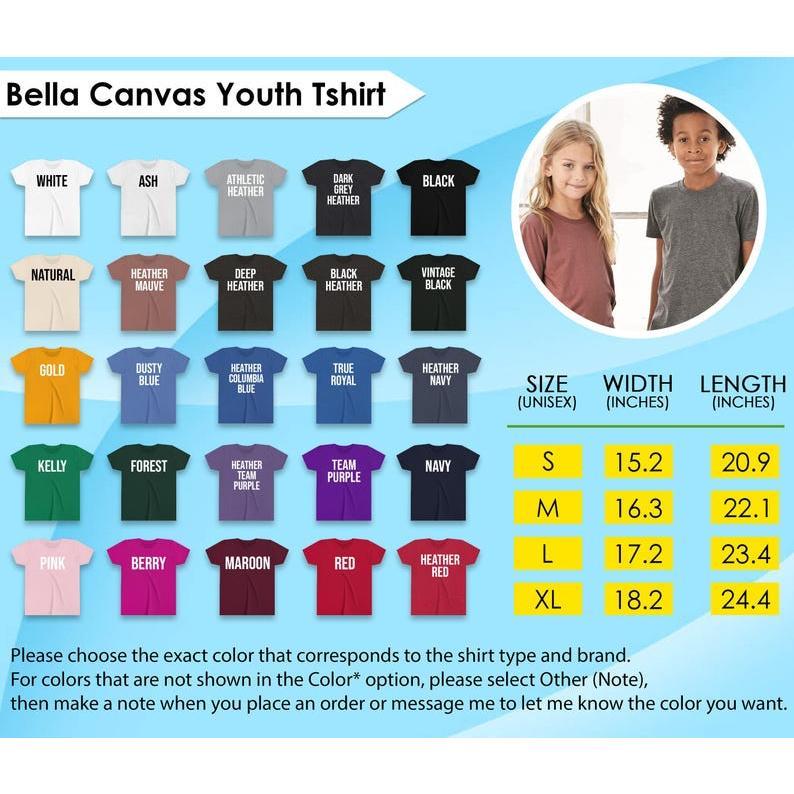 Bella Canvas Youth Tshirt
WHITE
ASH
ATHLETIC
HEATHER
DARK
GREY
HEATHER
BLACK
NATURAL
HEATHER
MAUVE
DEEP
HEATHER
BLACK
HEATHER
VINTAGE
BLACK
GOLD
DUSTY
BLUE
HEATHER
COLUMBIA
BLUE
TRUE
ROYAL
HEATHER
NAVY
KELLY
FOREST
HEATHER
TEAM
PURPLE
TEAM
PURPLE
NAVY
PINK
BERRY
MAROON
RED
HEATHER
RED
SIZE WIDTH LENGTH
(UNISEX) (INCHES) (INCHES)
S 15.2 20.9
M 16.3 22.1
L 17.2 23.4
XL 18.2 24.4
Please choose the exact color that corresponds to the shirt type and brand.
For colors that are not shown in the Color* option, please select Other (Note),
then make a note when you place an order or message me to let me know the color you want.